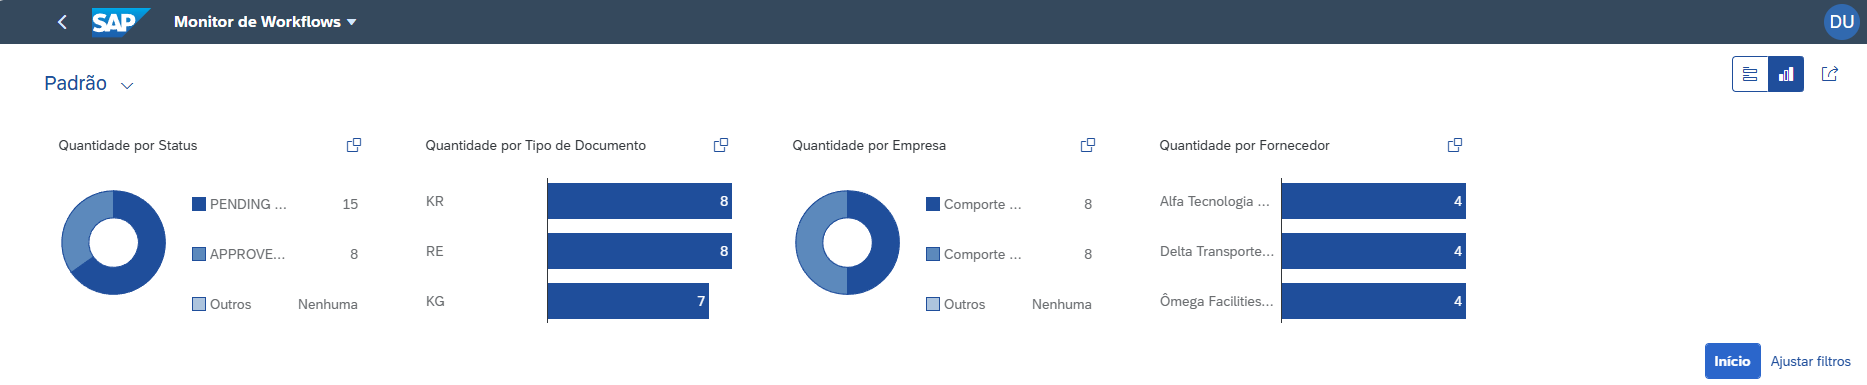 SAP Monitor de Workflows DU
Padrão
Quantidade por Status
PENDING ... 15
APPROVE... 8
Outros Nenhuma
Quantidade por Tipo de Documento
KR 8
RE 8
KG 7
Quantidade por Empresa
Comporte ... 8
Comporte ... 8
Outros Nenhuma
Quantidade por Fornecedor
Alfa Tecnologia ... 4
Delta Transporte... 4
Ômega Facilities... 4
Início Ajustar filtros